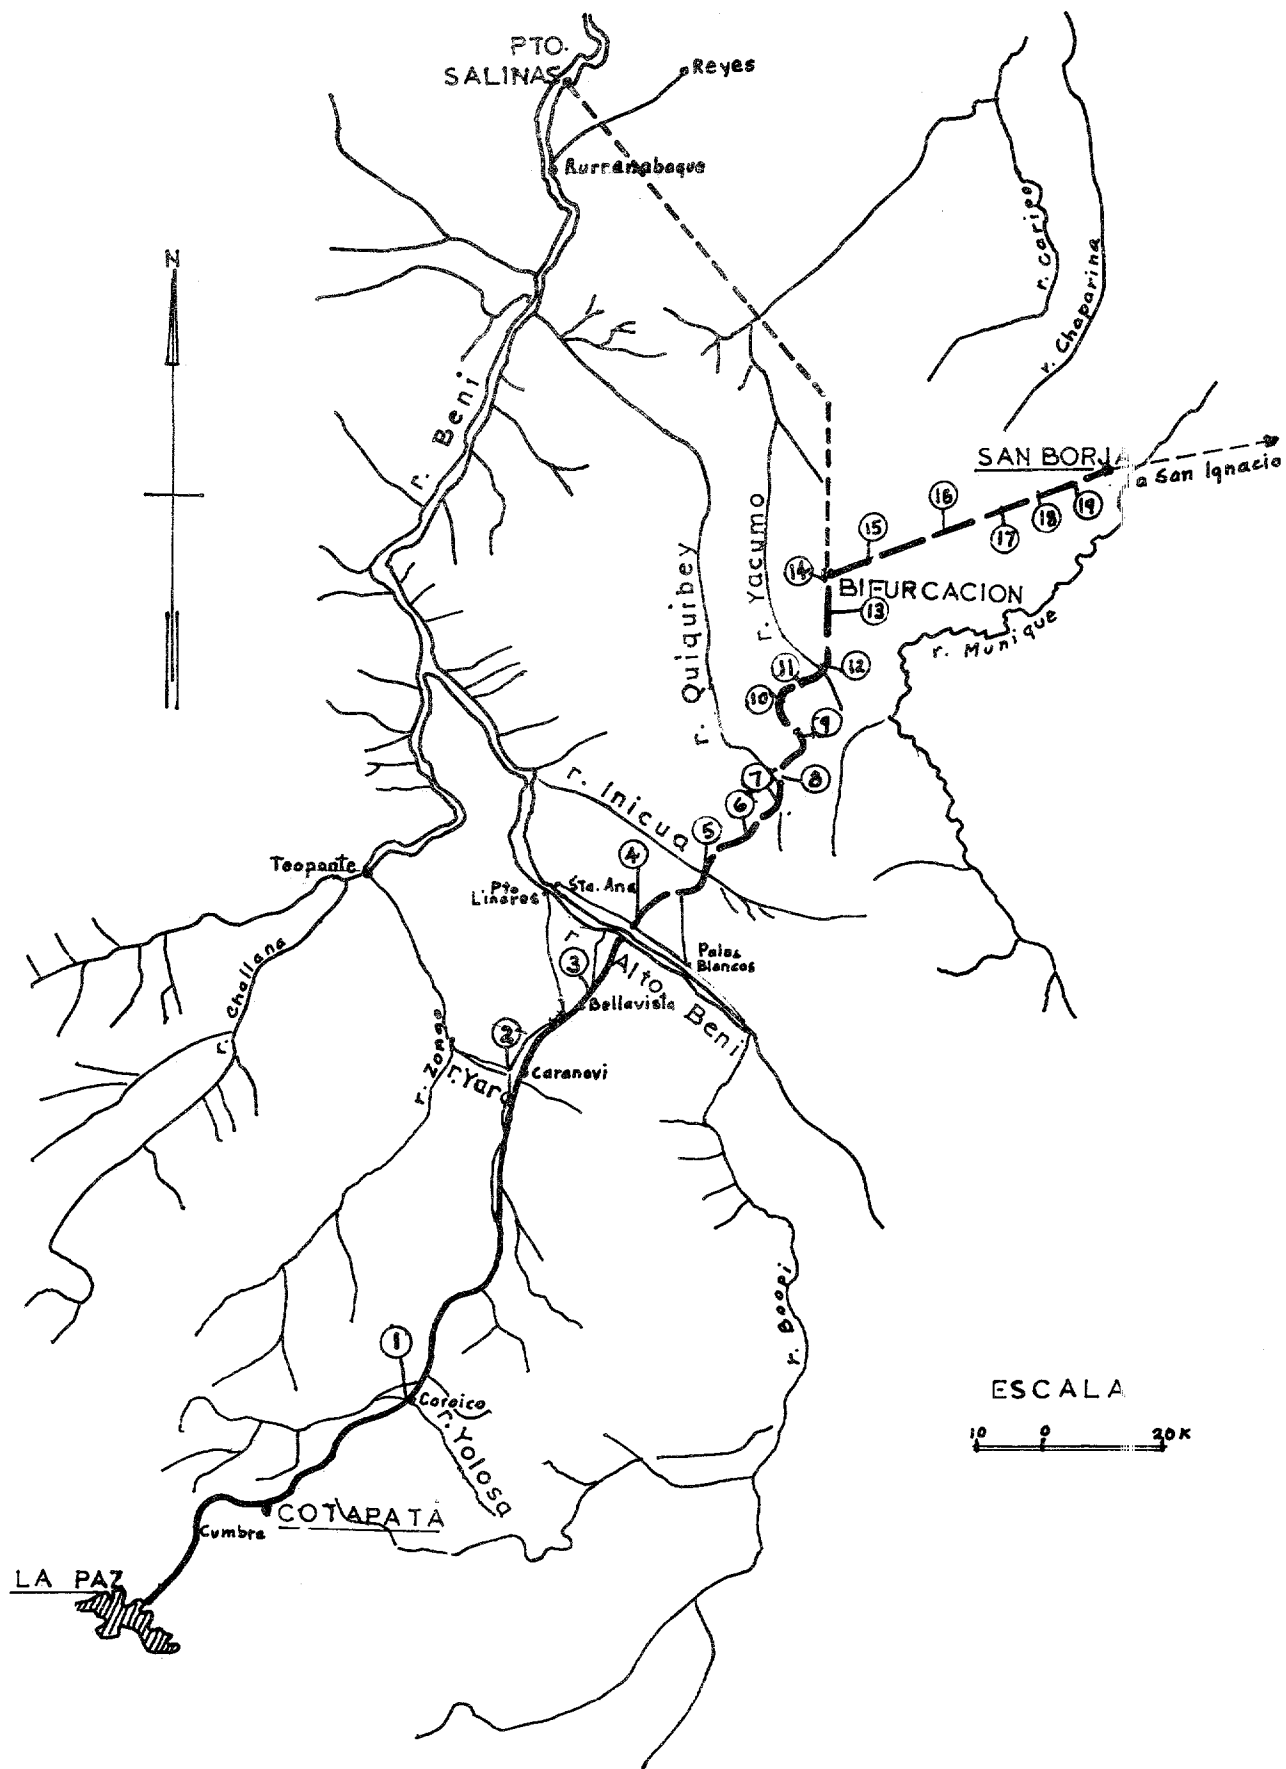 PTO.
SALINAS
Reyes
Rurrenabaque
N
r. Caripo
r. Chaparina
r. Beni
SAN BORJA
a San Ignacio
16
15
19
18
17
14
BIFURCACION
13
r. Yacumo
r. Quiquibey
r. Munique
12
11
10
9
7
8
6
r. Inicua
5
4
Teoponte
Pto
Linares
Sta. Ana
r. Alto Beni
Palos
Blancos
3
Bellavista
r. Challana
2
Caranavi
r. Zongo
r. Yara
r. Boopi
1
Coroico
r. Yolosa
ESCALA
10 0 20K
COTAPATA
Cumbre
LA PAZ